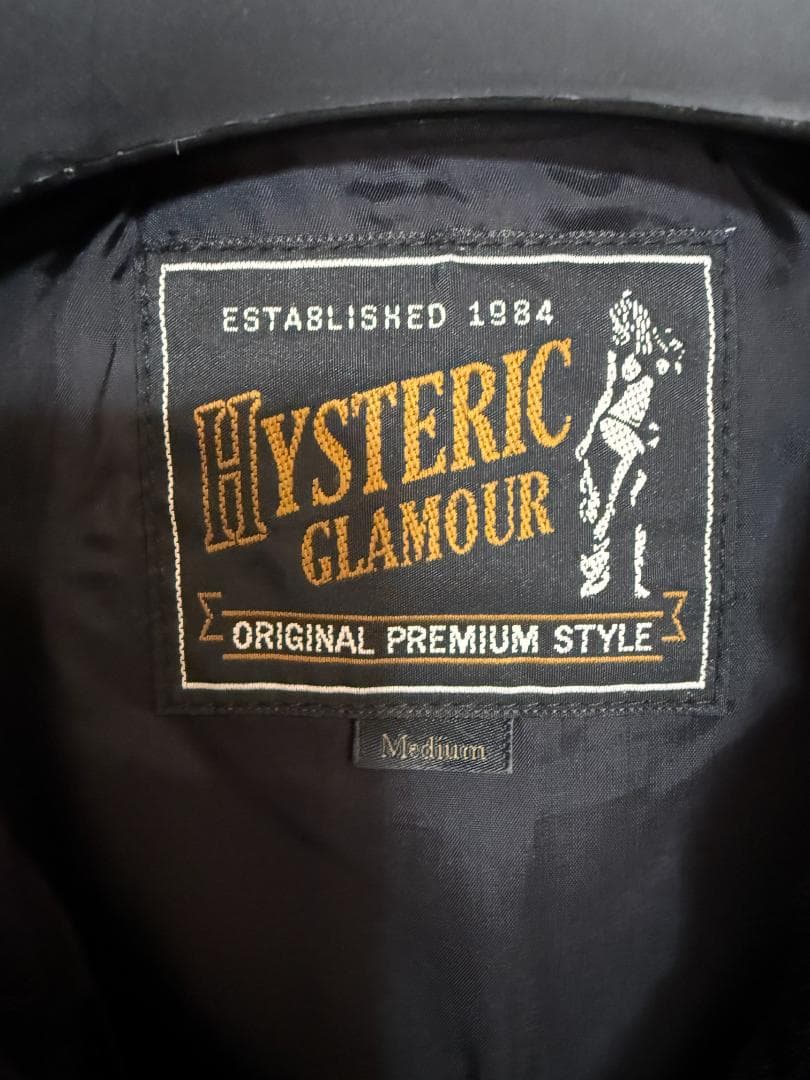 ESTABLISHED 1984
HYSTERIC
GLAMOUR
ORIGINAL PREMIUM STYLE
Medium